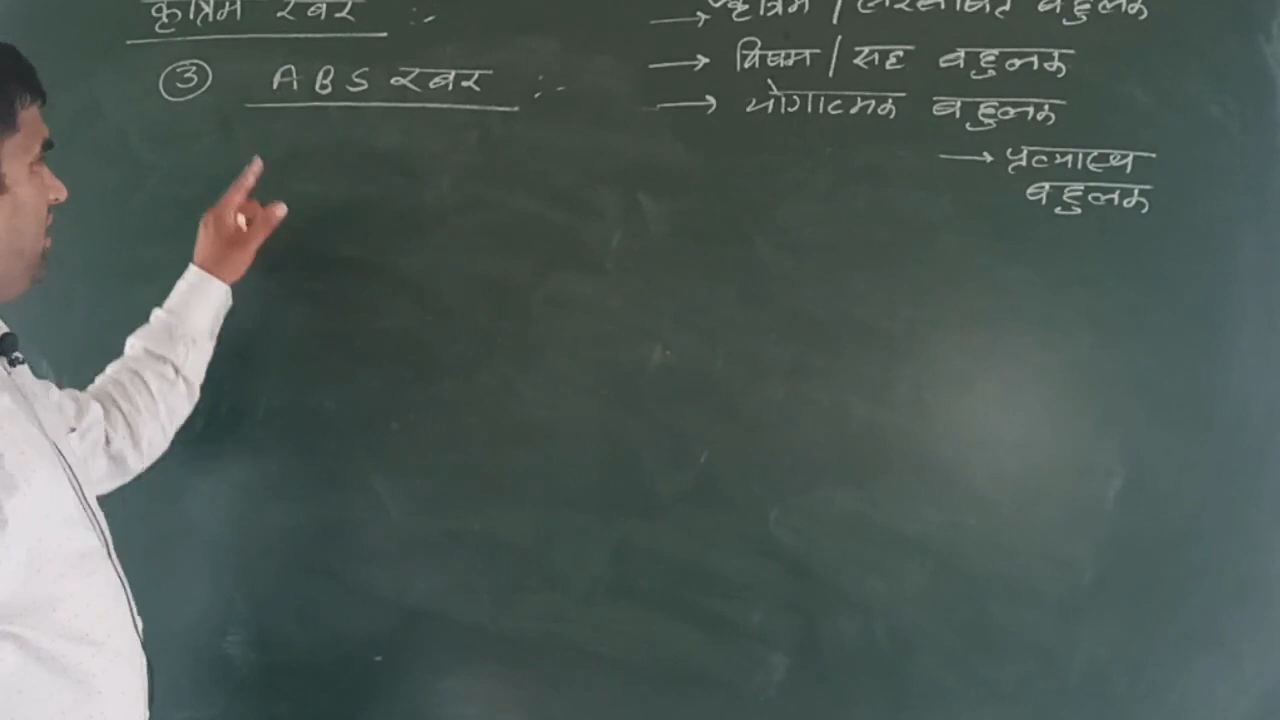 कृत्रिम रबर :-
③ ABS रबर :-
→ कृत्रिम / संश्लेषित बहुलक
→ विषम / सह बहुलक
→ योगात्मक बहुलक
→ प्रत्यास्थ
बहुलक